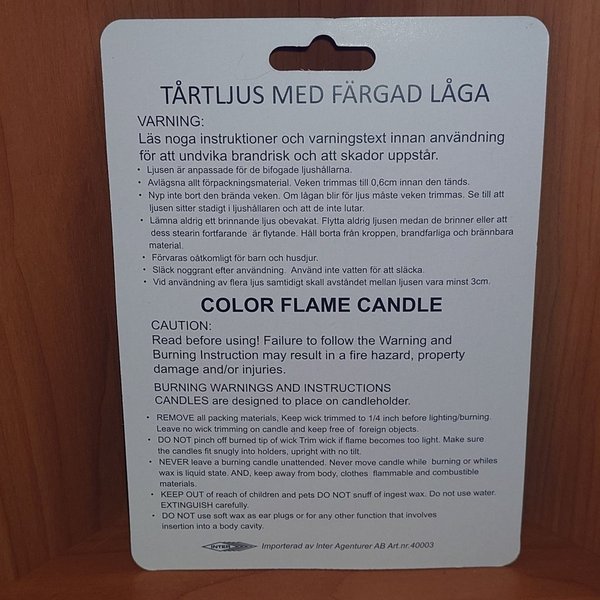 TÅRTLJUS MED FÄRGAD LÅGA
VARNING:
Läs noga instruktioner och varningstext innan användning
för att undvika brandrisk och att skador uppstår.
• Ljusen är anpassade för de bifogade ljushållarna.
• Avlägsna allt förpackningsmaterial. Veken trimmas till 0,6cm innan den tänds.
• Nyp inte bort den brända veken. Om lågan blir för ljus måste veken trimmas. Se till att
ljusen sitter stadigt i ljushållaren och att de inte lutar.
• Lämna aldrig ett brinnande ljus obevakat. Flytta aldrig ljusen medan de brinner eller att
dess stearin fortfarande är flytande. Håll borta från kroppen, brandfarliga och brännbara
material.
• Förvaras oåtkomligt för barn och husdjur.
• Släck noggrant efter användning. Använd inte vatten för att släcka.
• Vid användning av flera ljus samtidigt skall avståndet mellan ljusen vara minst 3cm.
COLOR FLAME CANDLE
CAUTION:
Read before using! Failure to follow the Warning and
Burning Instruction may result in a fire hazard, property
damage and/or injuries.
BURNING WARNINGS AND INSTRUCTIONS
CANDLES are designed to place on candleholder.
• REMOVE all packing materials, Keep wick trimmed to 1/4 inch before lighting/burning.
Leave no wick trimming on candle and keep free of foreign objects.
• DO NOT pinch off burned tip of wick Trim wick if flame becomes too light. Make sure
the candles fit snugly into holders, upright with no tilt.
• NEVER leave a burning candle unattended. Never move candle while burning or whiles
wax is liquid state. AND, keep away from body, clothes flammable and combustible
materials.
• KEEP OUT of reach of children and pets DO NOT snuff of ingest wax. Do not use water.
EXTINGUISH carefully.
• DO NOT use soft wax as ear plugs or for any other function that involves
insertion into a body cavity.
INTER Importerad av Inter Agenturer AB Art.nr.40003